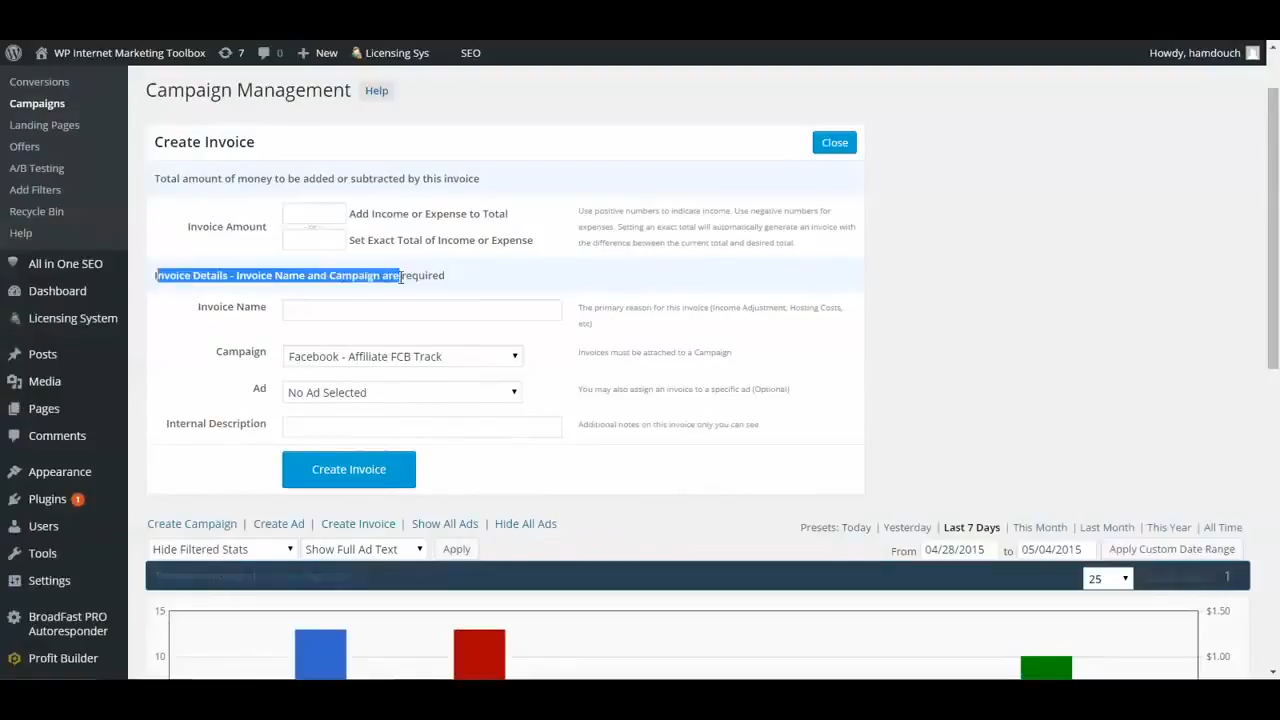 WP Internet Marketing Toolbox 7 0 New Licensing Sys SEO Howdy, hamdouch
Conversions
Campaigns
Landing Pages
Offers
A/B Testing
Add Filters
Recycle Bin
Help
All in One SEO
Dashboard
Licensing System
Posts
Media
Pages
Comments
Appearance
Plugins 1
Users
Tools
Settings
BroadFast PRO
Autoresponder
Profit Builder
Campaign Management Help
Create Invoice Close
Total amount of money to be added or subtracted by this invoice
Invoice Amount
Add Income or Expense to Total
Set Exact Total of Income or Expense
Use positive numbers to indicate income. Use negative numbers for
expenses. Setting an exact total will automatically generate an invoice with
the difference between the current total and desired total.
Invoice Details - Invoice Name and Campaign are required
Invoice Name
The primary reason for this invoice (Income Adjustment, Hosting Costs,
etc)
Campaign Facebook - Affiliate FCB Track Invoices must be attached to a Campaign
Ad No Ad Selected You may also assign an invoice to a specific ad (Optional)
Internal Description Additional notes on this invoice only you can see
Create Invoice
Create Campaign | Create Ad | Create Invoice | Show All Ads | Hide All Ads
Presets: Today | Yesterday | Last 7 Days | This Month | Last Month | This Year | All Time
Hide Filtered Stats Show Full Ad Text Apply
From 04/28/2015 to 05/04/2015 Apply Custom Date Range
25 1
15 $1.50
10 $1.00